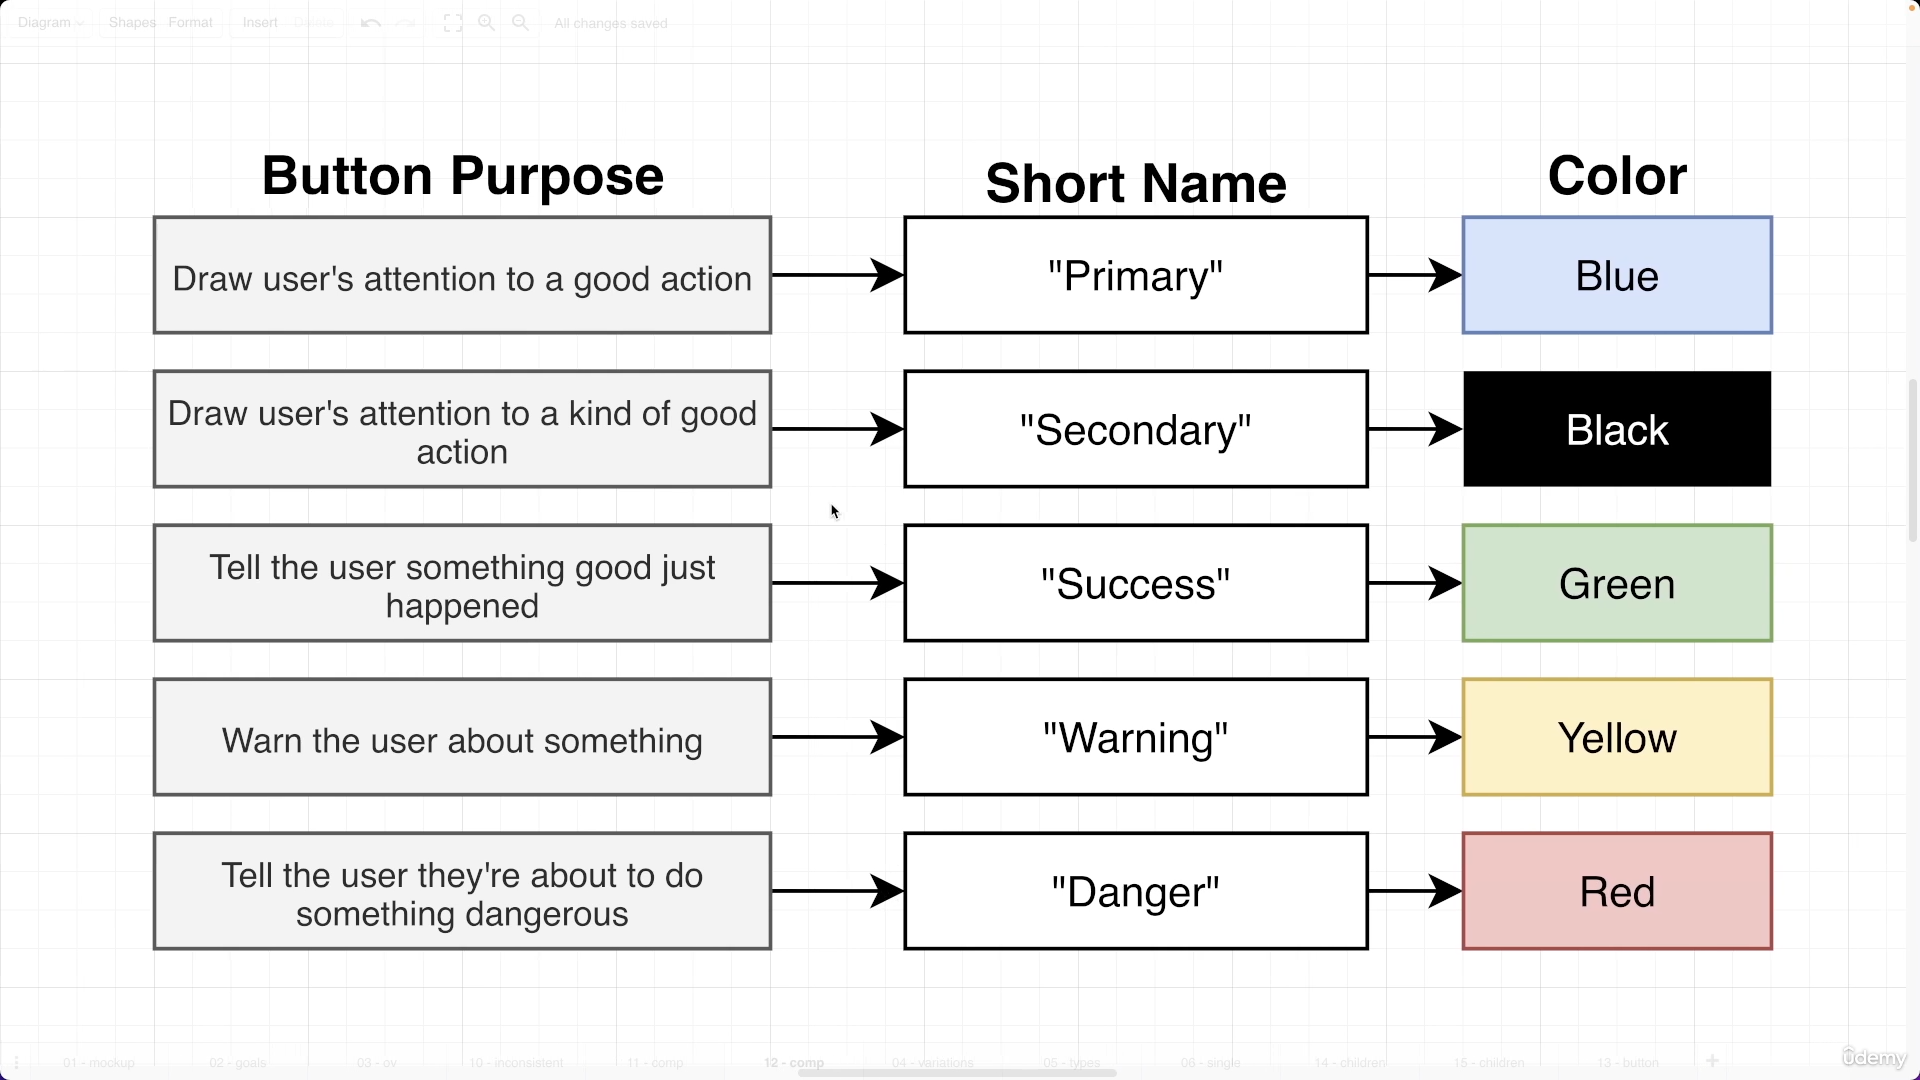 Diagram Shapes Format Insert Delete All changes saved
Button Purpose Short Name Color
Draw user's attention to a good action
"Primary"
Blue
Draw user's attention to a kind of good
action
"Secondary"
Black
Tell the user something good just
happened
"Success"
Green
Warn the user about something
"Warning"
Yellow
Tell the user they're about to do
something dangerous
"Danger"
Red
01 - mockup 02 - goals 03 - ov 10 - inconsistent 11 - comp 12 - comp 04 - variations 05 - types 06 - single 14 - children 15 - children 13 - button
ûdemy